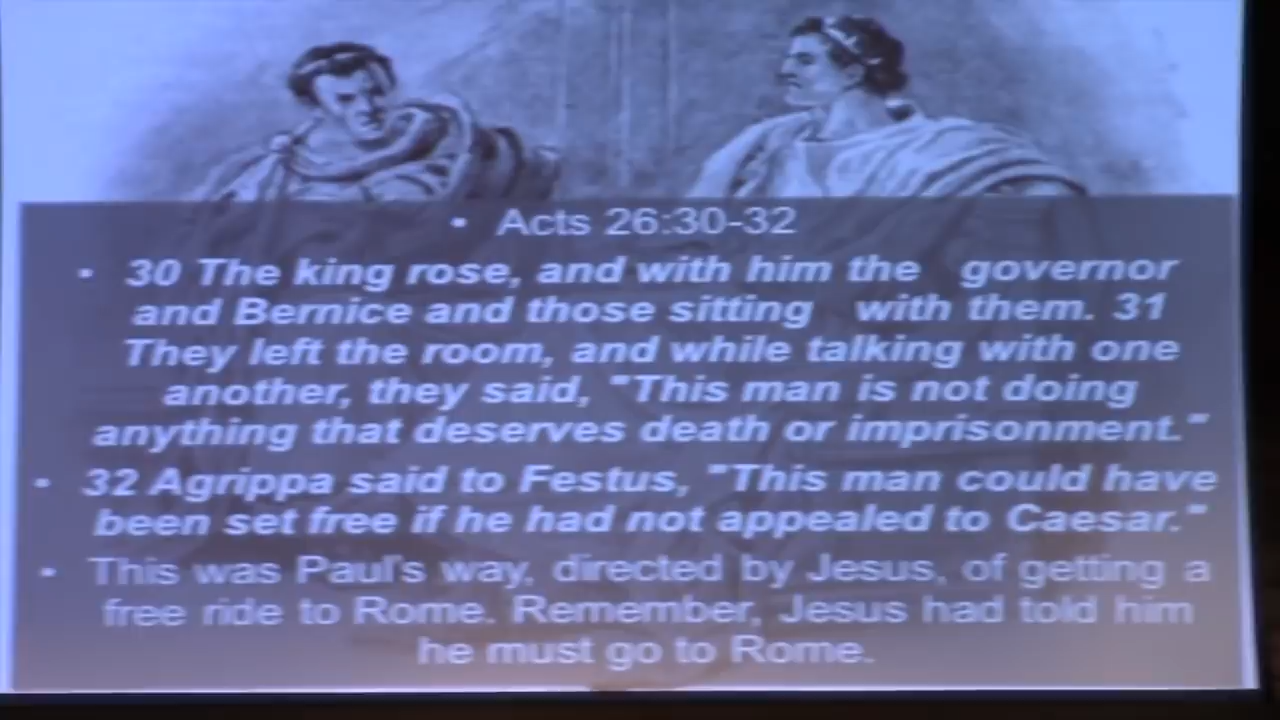 • Acts 26:30-32
• 30 The king rose, and with him the governor
and Bernice and those sitting with them. 31
They left the room, and while talking with one
another, they said, "This man is not doing
anything that deserves death or imprisonment."
• 32 Agrippa said to Festus, "This man could have
been set free if he had not appealed to Caesar."
• This was Paul's way, directed by Jesus, of getting a
free ride to Rome. Remember, Jesus had told him
he must go to Rome.